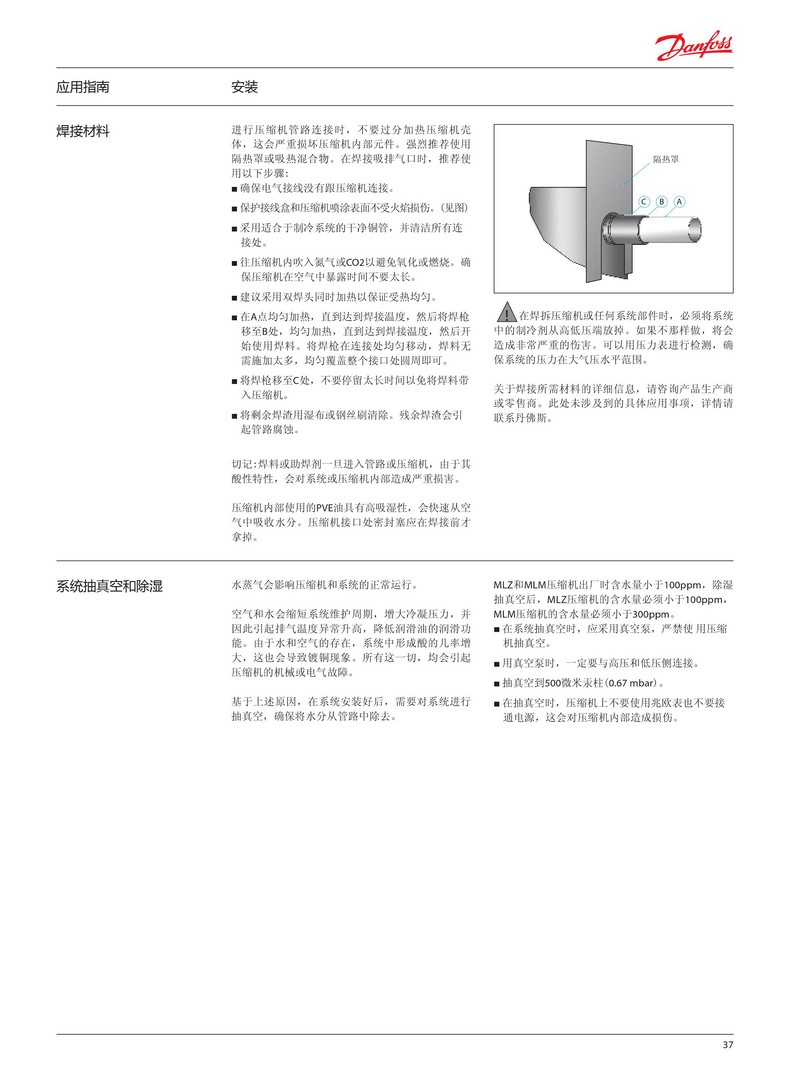 Danfoss
应用指南
安装
焊接材料
进行压缩机管路连接时，不要过分加热压缩机壳
体，这会严重损坏压缩机内部元件。强烈推荐使用
隔热罩或吸热混合物。在焊接吸排气口时，推荐使
用以下步骤:
■ 确保电气接线没有跟压缩机连接。
■ 保护接线盒和压缩机喷涂表面不受火焰损伤。(见图)
■ 采用适合于制冷系统的干净铜管，并清洁所有连
接处。
■ 往压缩机内吹入氮气或CO2以避免氧化或燃烧。确
保压缩机在空气中暴露时间不要太长。
■ 建议采用双焊头同时加热以保证受热均匀。
■ 在A点均匀加热，直到达到焊接温度，然后将焊枪
移至B处，均匀加热，直到达到焊接温度，然后开
始使用焊料。将焊枪在连接处均匀移动，焊料无
需施加太多，均匀覆盖整个接口处圆周即可。
■ 将焊枪移至C处，不要停留太长时间以免将焊料带
入压缩机。
■ 将剩余焊渣用湿布或钢丝刷清除。残余焊渣会引
起管路腐蚀。
切记:焊料或助焊剂一旦进入管路或压缩机，由于其
酸性特性，会对系统或压缩机内部造成严重损害。
压缩机内部使用的PVE油具有高吸湿性，会快速从空
气中吸收水分。压缩机接口处密封塞应在焊接前才
拿掉。
隔热罩
C B A
! 在焊拆压缩机或任何系统部件时，必须将系统
中的制冷剂从高低压端放掉。如果不那样做，将会
造成非常严重的伤害。可以用压力表进行检测，确
保系统的压力在大气压水平范围。
关于焊接所需材料的详细信息，请咨询产品生产商
或零售商。此处未涉及到的具体应用事项，详情请
联系丹佛斯。
系统抽真空和除湿
水蒸气会影响压缩机和系统的正常运行。
空气和水会缩短系统维护周期，增大冷凝压力，并
因此引起排气温度异常升高，降低润滑油的润滑功
能。由于水和空气的存在，系统中形成酸的几率增
大，这也会导致镀铜现象。所有这一切，均会引起
压缩机的机械或电气故障。
基于上述原因，在系统安装好后，需要对系统进行
抽真空，确保将水分从管路中除去。
MLZ和MLM压缩机出厂时含水量小于100ppm，除湿
抽真空后，MLZ压缩机的含水量必须小于100ppm，
MLM压缩机的含水量必须小于300ppm。
■ 在系统抽真空时，应采用真空泵，严禁使 用压缩
机抽真空。
■ 用真空泵时，一定要与高压和低压侧连接。
■ 抽真空到500微米汞柱(0.67 mbar)。
■ 在抽真空时，压缩机上不要使用兆欧表也不要接
通电源，这会对压缩机内部造成损伤。
37